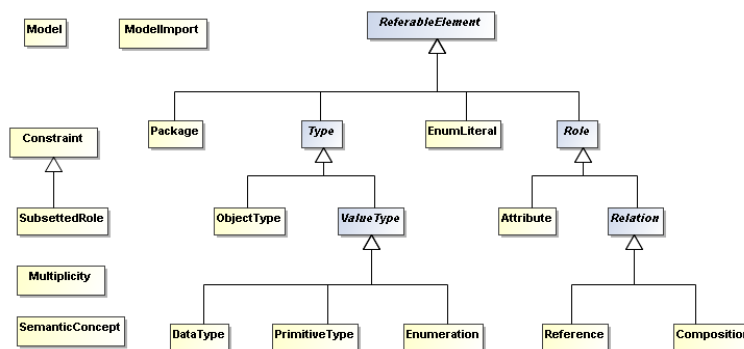 Model
ModelImport
ReferableElement
Package
Type
EnumLiteral
Role
Constraint
SubsettedRole
ObjectType
ValueType
Attribute
Relation
Multiplicity
SemanticConcept
DataType
PrimitiveType
Enumeration
Reference
Composition